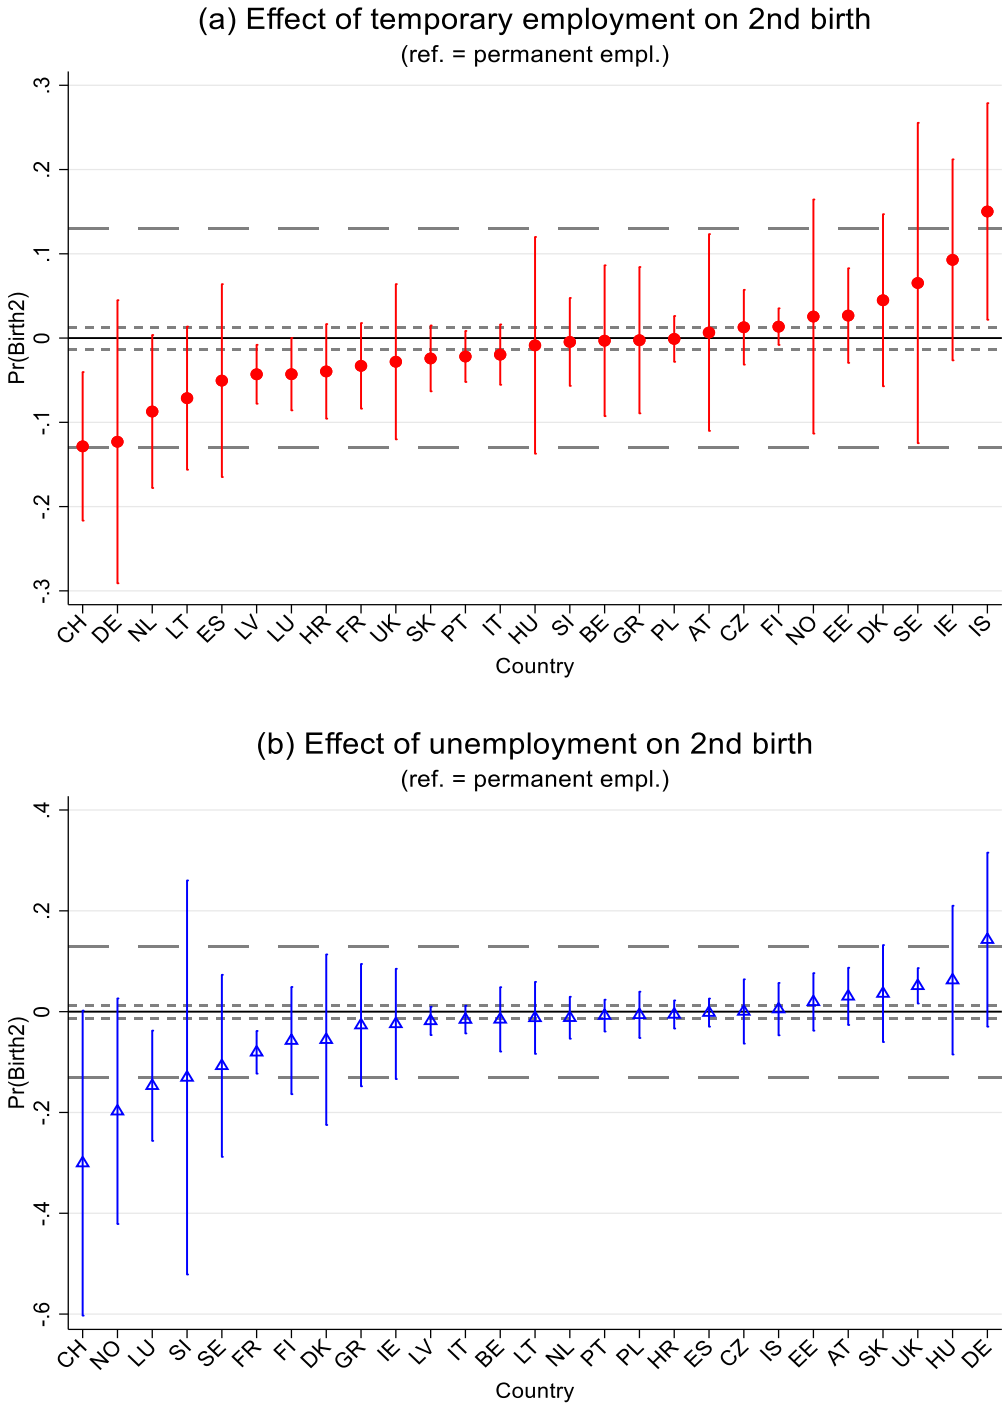 (a) Effect of temporary employment on 2nd birth
(ref. = permanent empl.)
Pr(Birth2)
.3
.2
.1
0
-.1
-.2
-.3
CH DE NL LT ES LV LU HR FR UK SK PT IT HU SI BE GR PL AT CZ FI NO EE DK SE IE IS
Country
(b) Effect of unemployment on 2nd birth
(ref. = permanent empl.)
Pr(Birth2)
.4
.2
0
-.2
-.4
-.6
CH NO LU SI SE FR FI DK GR IE LV IT BE LT NL PT PL HR ES CZ IS EE AT SK UK HU DE
Country